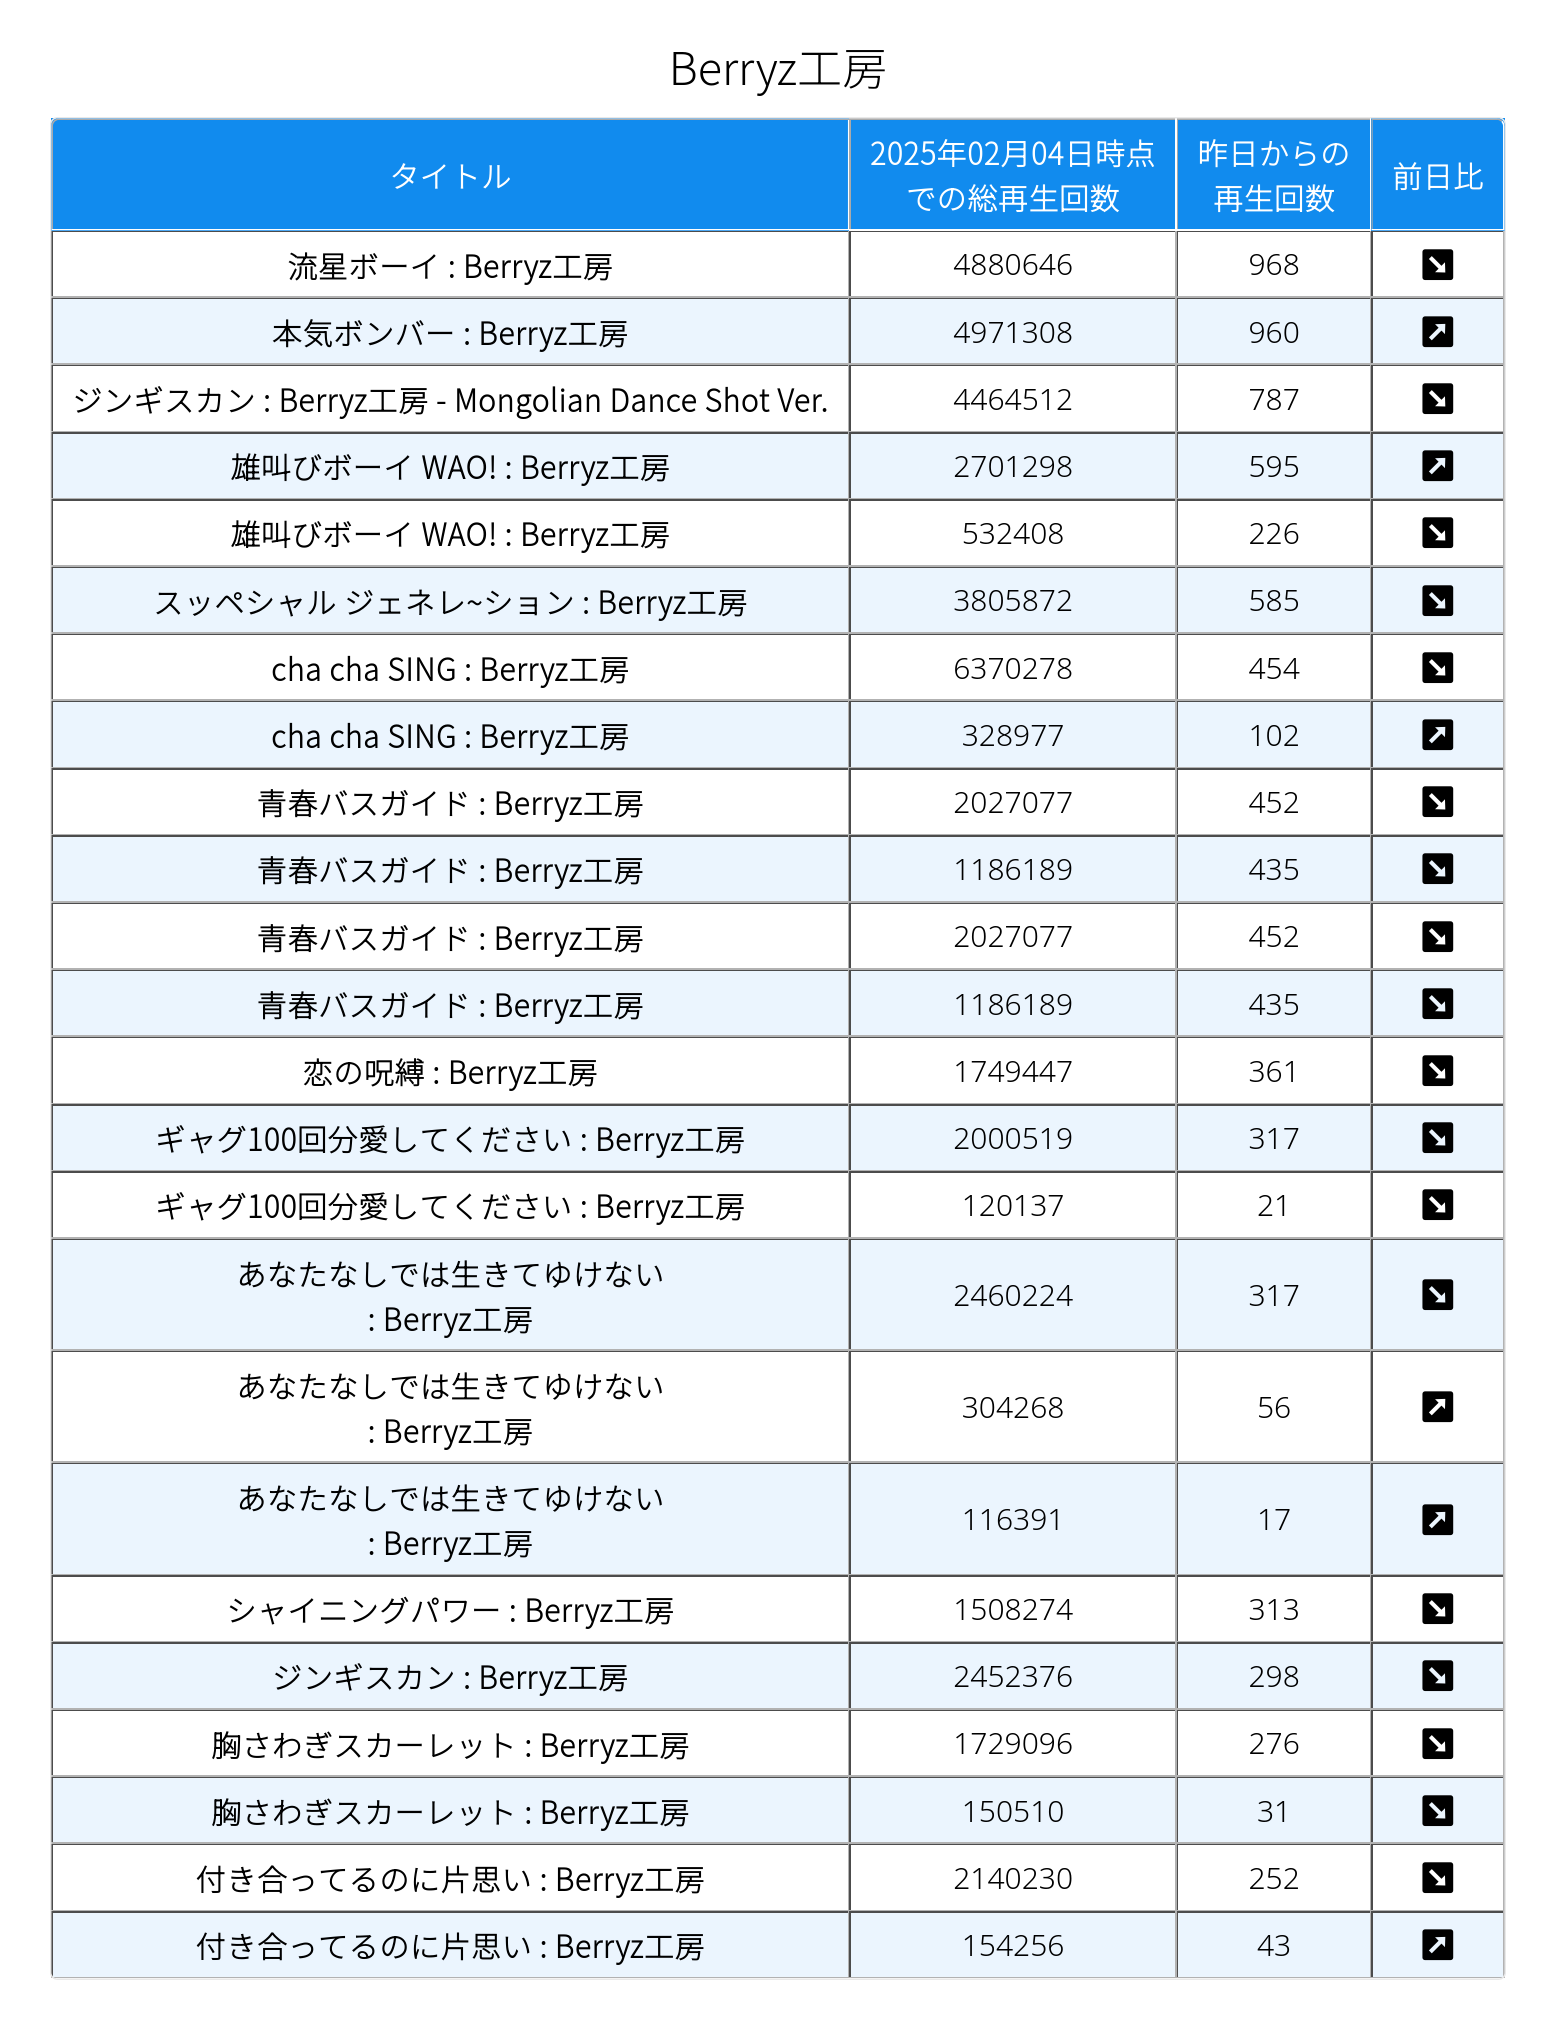 Berryz工房
タイトル
2025年02月04日時点
での総再生回数
昨日からの
再生回数
前日比
流星ボーイ : Berryz工房 4880646 968 ↘
本気ボンバー : Berryz工房 4971308 960 ↗
ジンギスカン : Berryz工房 - Mongolian Dance Shot Ver. 4464512 787 ↘
雄叫びボーイ WAO! : Berryz工房 2701298 595 ↗
雄叫びボーイ WAO! : Berryz工房 532408 226 ↘
スッペシャル ジェネレ~ション : Berryz工房 3805872 585 ↘
cha cha SING : Berryz工房 6370278 454 ↘
cha cha SING : Berryz工房 328977 102 ↗
青春バスガイド : Berryz工房 2027077 452 ↘
青春バスガイド : Berryz工房 1186189 435 ↘
青春バスガイド : Berryz工房 2027077 452 ↘
青春バスガイド : Berryz工房 1186189 435 ↘
恋の呪縛 : Berryz工房 1749447 361 ↘
ギャグ100回分愛してください : Berryz工房 2000519 317 ↘
ギャグ100回分愛してください : Berryz工房 120137 21 ↘
あなたなしでは生きてゆけない
: Berryz工房 2460224 317 ↘
あなたなしでは生きてゆけない
: Berryz工房 304268 56 ↗
あなたなしでは生きてゆけない
: Berryz工房 116391 17 ↗
シャイニングパワー : Berryz工房 1508274 313 ↘
ジンギスカン : Berryz工房 2452376 298 ↘
胸さわぎスカーレット : Berryz工房 1729096 276 ↘
胸さわぎスカーレット : Berryz工房 150510 31 ↘
付き合ってるのに片思い : Berryz工房 2140230 252 ↘
付き合ってるのに片思い : Berryz工房 154256 43 ↗